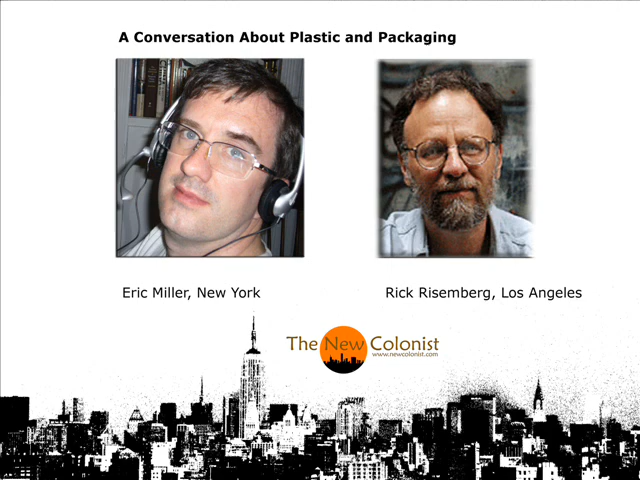 A Conversation About Plastic and Packaging
Eric Miller, New York
Rick Risemberg, Los Angeles
The New Colonist
www.newcolonist.com